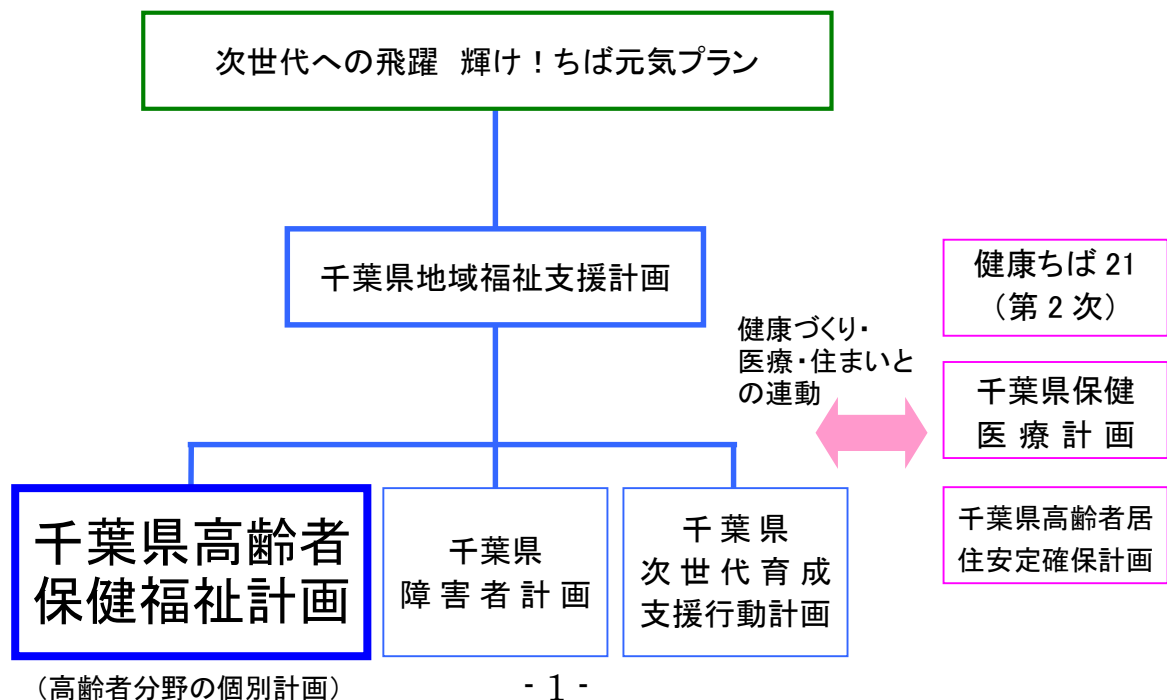 次世代への飛躍 輝け！ちば元気プラン
千葉県地域福祉支援計画
健康づくり・
医療・住まいと
の連動
健康ちば 21
（第 2 次）
千葉県保健
医 療 計 画
千葉県高齢者居
住安定確保計画
千葉県高齢者
保健福祉計画
千葉県
障 害 者 計 画
千 葉 県
次 世 代 育 成
支援行動計画
（高齢者分野の個別計画）
- 1 -